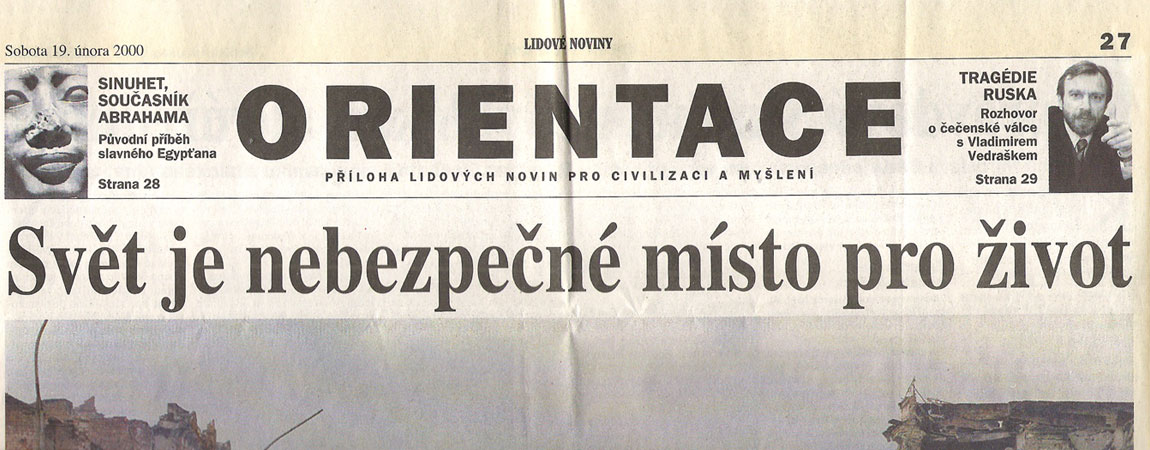 Sobota 19. února 2000
LIDOVÉ NOVINY
27
SINUHET,
SOUČASNÍK
ABRAHAMA
Původní příběh
slavného Egypťana
Strana 28
ORIENTACE
PŘÍLOHA LIDOVÝCH NOVIN PRO CIVILIZACI A MYŠLENÍ
TRAGÉDIE
RUSKA
Rozhovor
o čečenské válce
s Vladimirem
Vedraškem
Strana 29
Svět je nebezpečné místo pro život